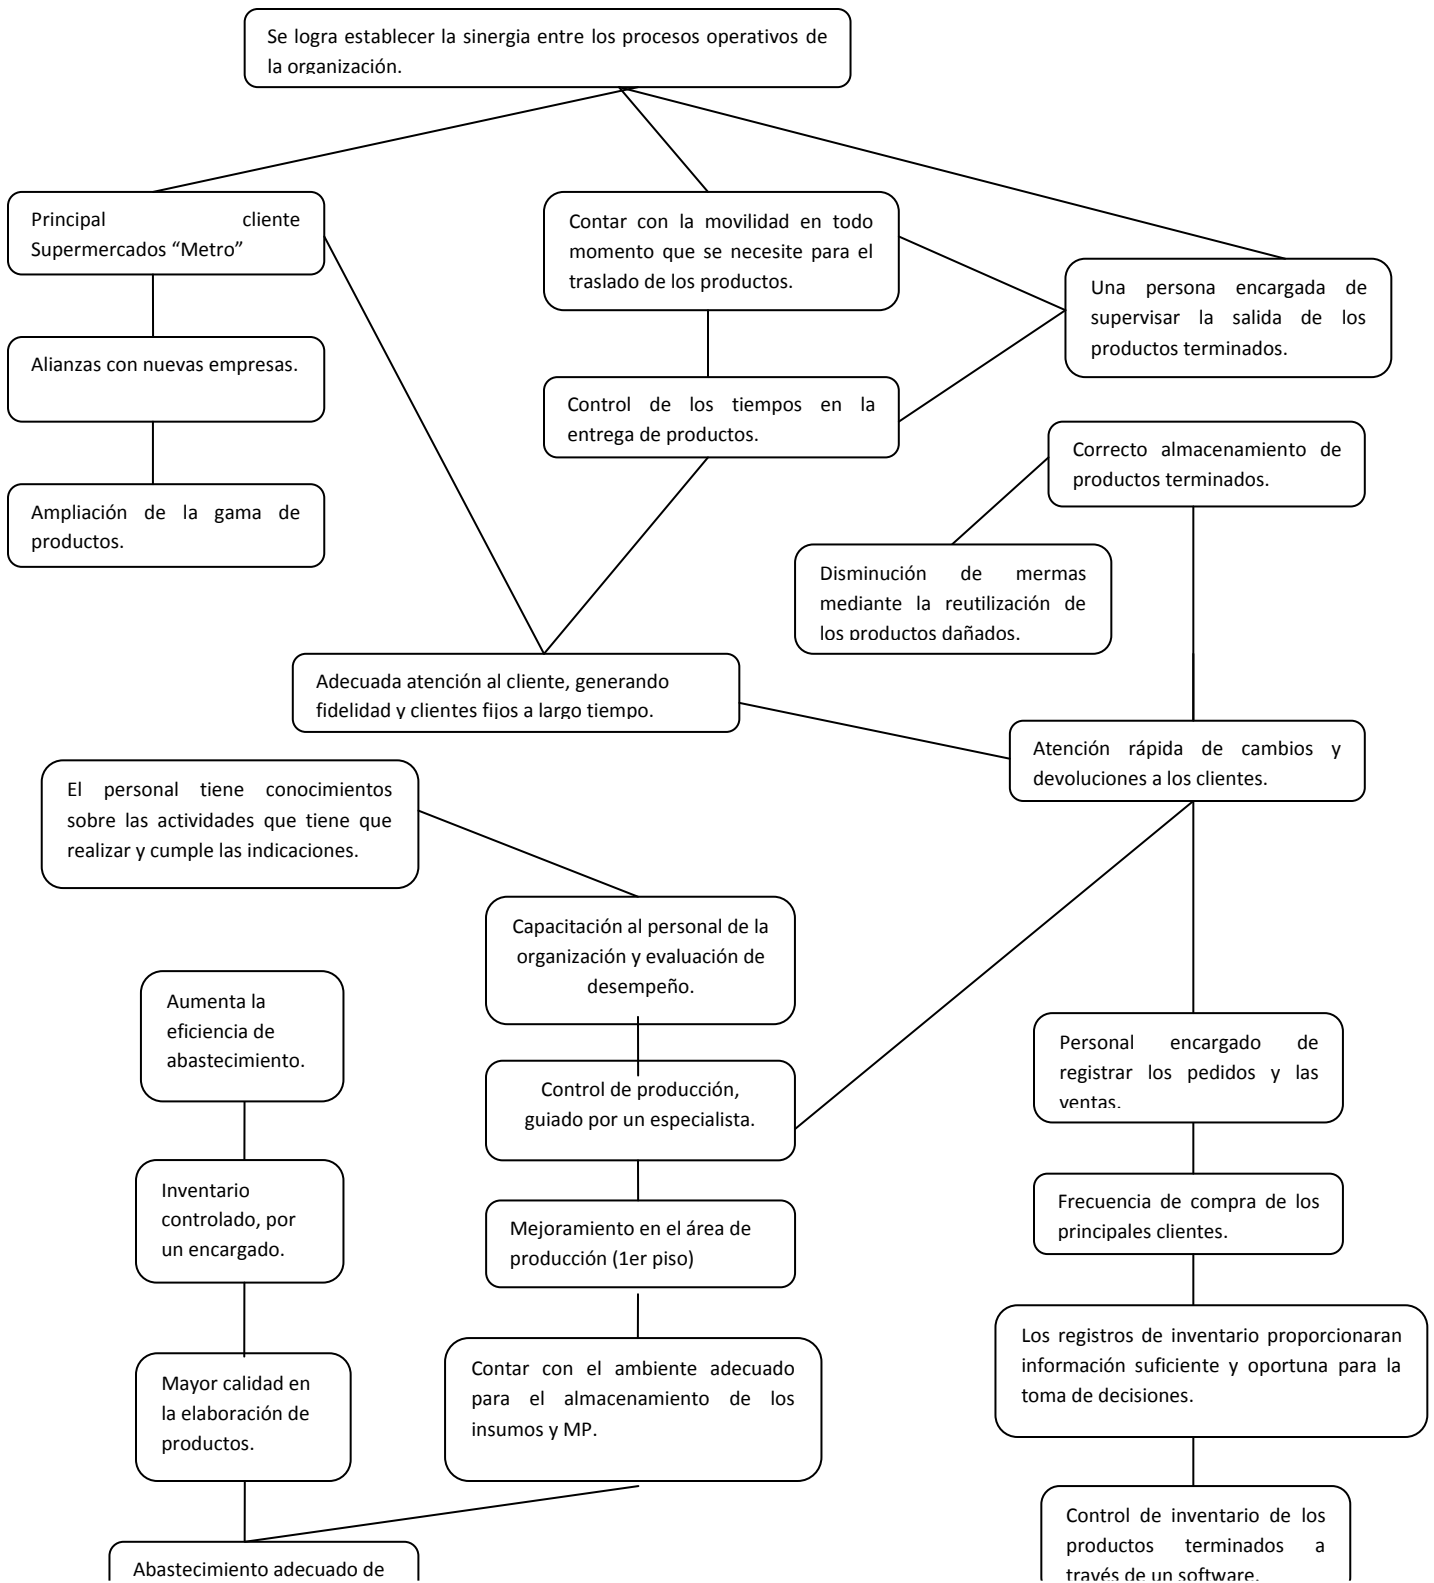 Se logra establecer la sinergia entre los procesos operativos de
la organización.
Principal cliente
Supermercados “Metro”
Contar con la movilidad en todo
momento que se necesite para el
traslado de los productos.
Una persona encargada de
supervisar la salida de los
productos terminados.
Alianzas con nuevas empresas.
Control de los tiempos en la
entrega de productos.
Correcto almacenamiento de
productos terminados.
Ampliación de la gama de
productos.
Disminución de mermas
mediante la reutilización de
los productos dañados.
Adecuada atención al cliente, generando
fidelidad y clientes fijos a largo tiempo.
Atención rápida de cambios y
devoluciones a los clientes.
El personal tiene conocimientos
sobre las actividades que tiene que
realizar y cumple las indicaciones.
Capacitación al personal de la
organización y evaluación de
desempeño.
Aumenta la
eficiencia de
abastecimiento.
Personal encargado de
registrar los pedidos y las
ventas.
Control de producción,
guiado por un especialista.
Inventario
controlado, por
un encargado.
Frecuencia de compra de los
principales clientes.
Mejoramiento en el área de
producción (1er piso)
Los registros de inventario proporcionaran
información suficiente y oportuna para la
toma de decisiones.
Contar con el ambiente adecuado
para el almacenamiento de los
insumos y MP.
Mayor calidad en
la elaboración de
productos.
Control de inventario de los
productos terminados a
través de un software.
Abastecimiento adecuado de